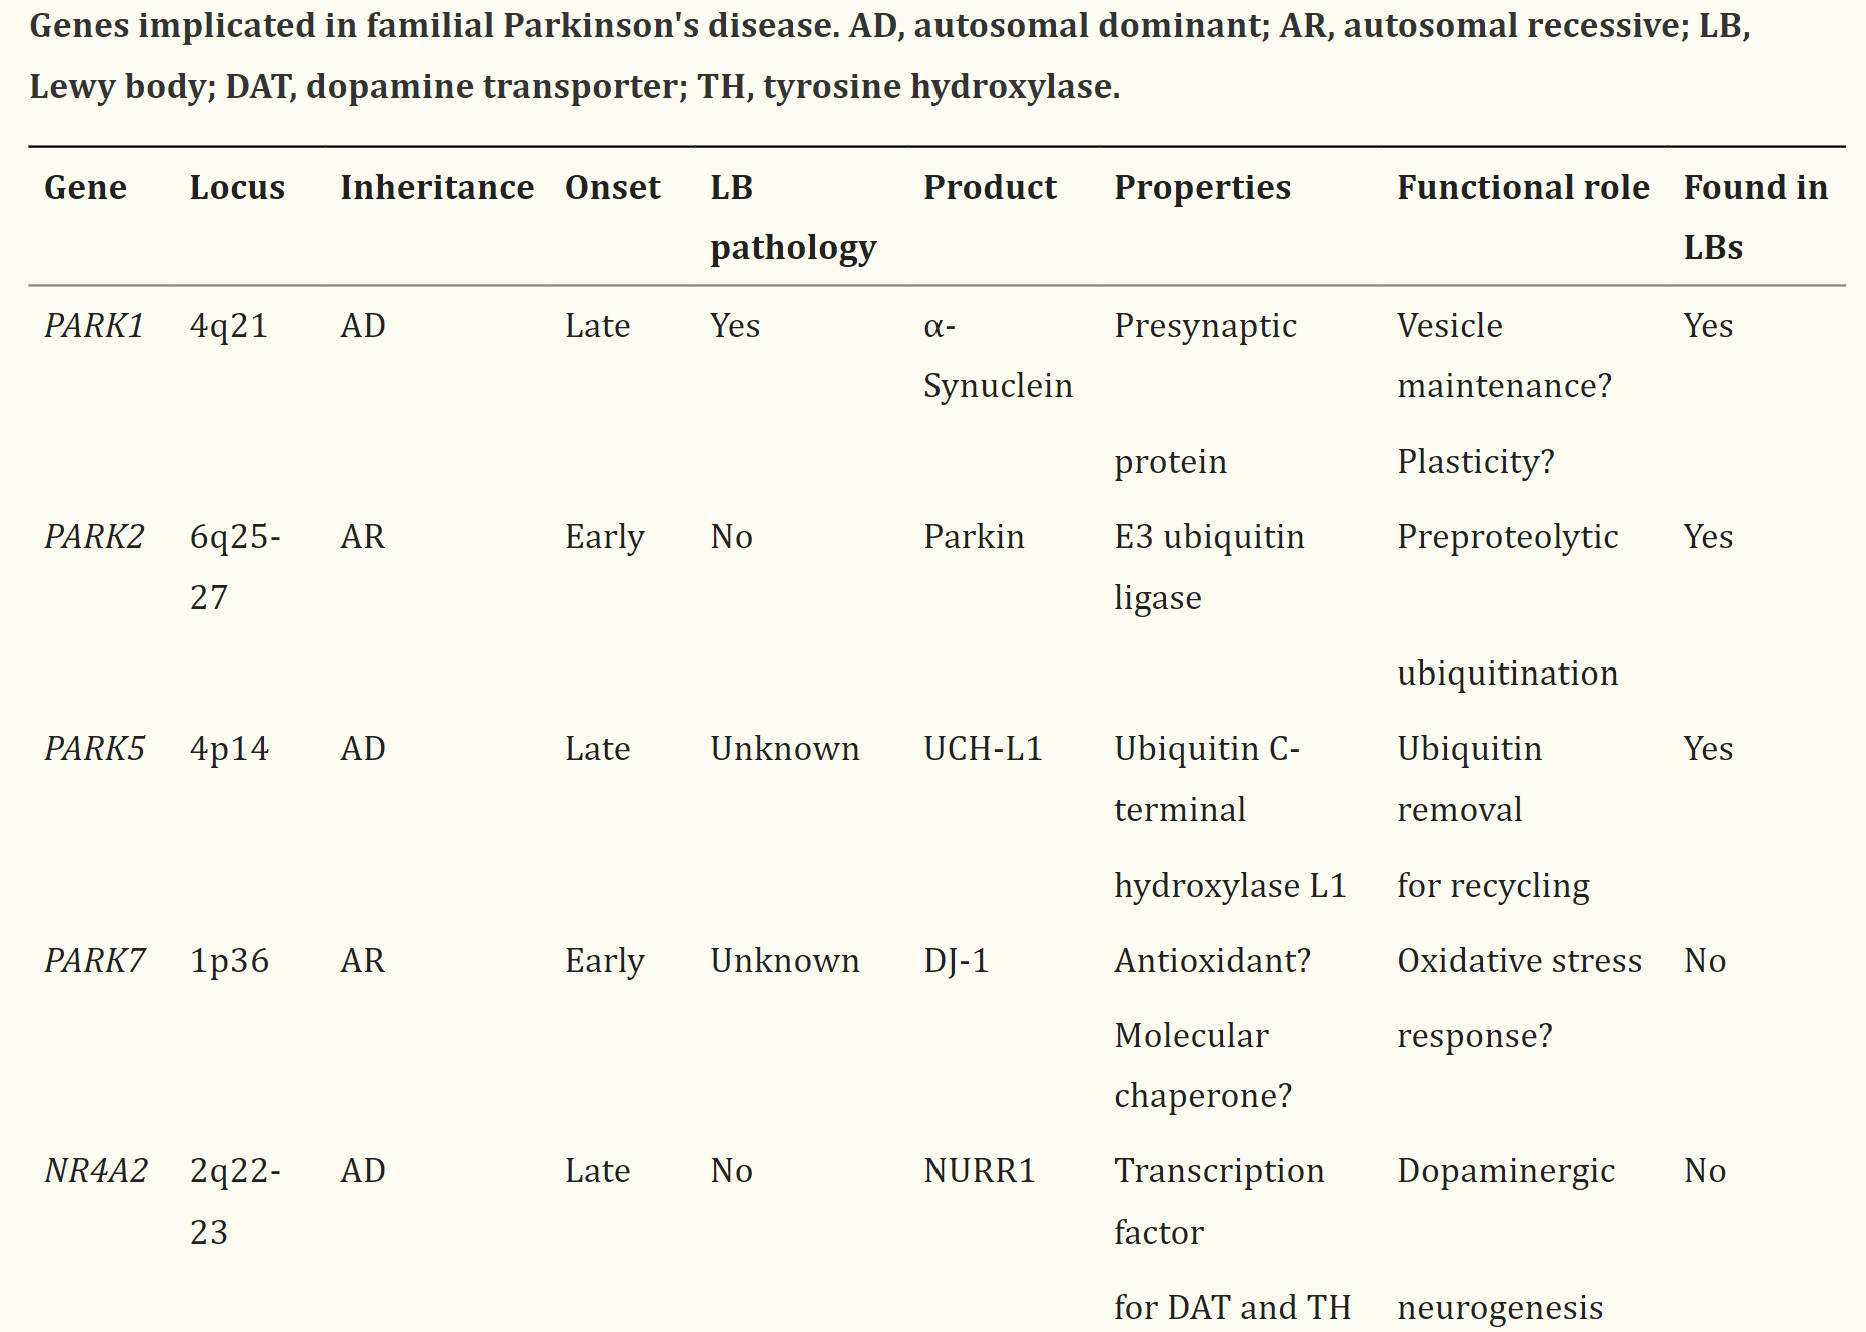 Genes implicated in familial Parkinson's disease. AD, autosomal dominant; AR, autosomal recessive; LB,
Lewy body; DAT, dopamine transporter; TH, tyrosine hydroxylase.
Gene Locus Inheritance Onset LB Product Properties Functional role Found in
pathology LBs
PARK1 4q21 AD Late Yes α- Presynaptic Vesicle Yes
Synuclein maintenance?
protein Plasticity?
PARK2 6q25- AR Early No Parkin E3 ubiquitin Preproteolytic Yes
27 ligase
ubiquitination
PARK5 4p14 AD Late Unknown UCH-L1 Ubiquitin C- Ubiquitin Yes
terminal removal
hydroxylase L1 for recycling
PARK7 1p36 AR Early Unknown DJ-1 Antioxidant? Oxidative stress No
Molecular response?
chaperone?
NR4A2 2q22- AD Late No NURR1 Transcription Dopaminergic No
23 factor
for DAT and TH neurogenesis